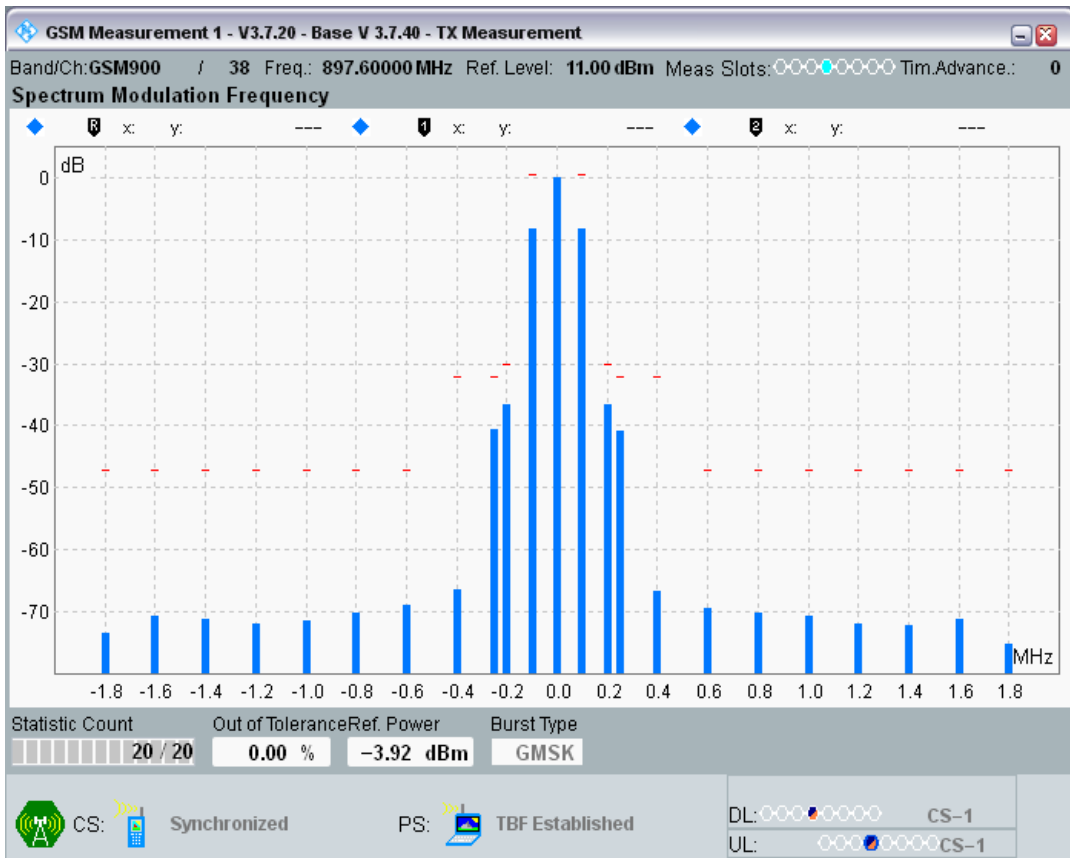 GSM Measurement 1 - V3.7.20 - Base V 3.7.40 - TX Measurement
Band/Ch:GSM900 / 38 Freq.: 897.60000 MHz Ref. Level: 11.00 dBm Meas Slots: Tim.Advance.: 0
Spectrum Modulation Frequency
R x: y: --- 1 x: y: --- 2 x: y: ---
dB
0
-10
-20
-30
-40
-50
-60
-70
MHz
-1.8 -1.6 -1.4 -1.2 -1.0 -0.8 -0.6 -0.4 -0.2 0.0 0.2 0.4 0.6 0.8 1.0 1.2 1.4 1.6 1.8
Statistic Count Out of Tolerance Ref. Power Burst Type
20 / 20 0.00 % -3.92 dBm GMSK
CS: Synchronized PS: TBF Established
DL: CS-1
UL: CS-1